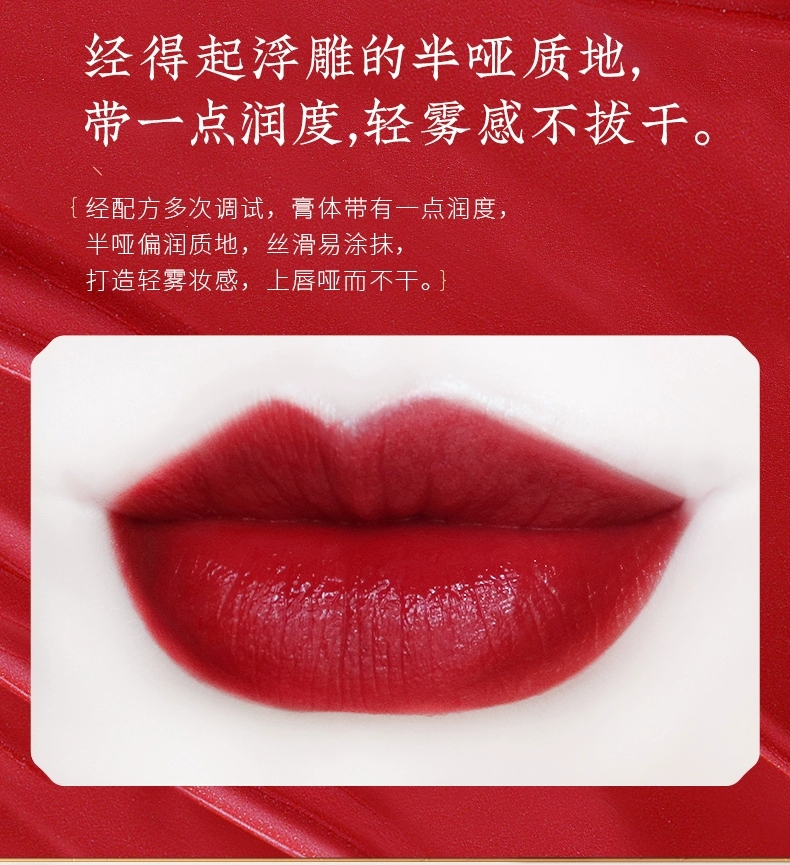 经得起浮雕的半哑质地,
带一点润度,轻雾感不拔干。
{ 经配方多次调试，膏体带有一点润度，
半哑偏润质地，丝滑易涂抹，
打造轻雾妆感，上唇哑而不干。}